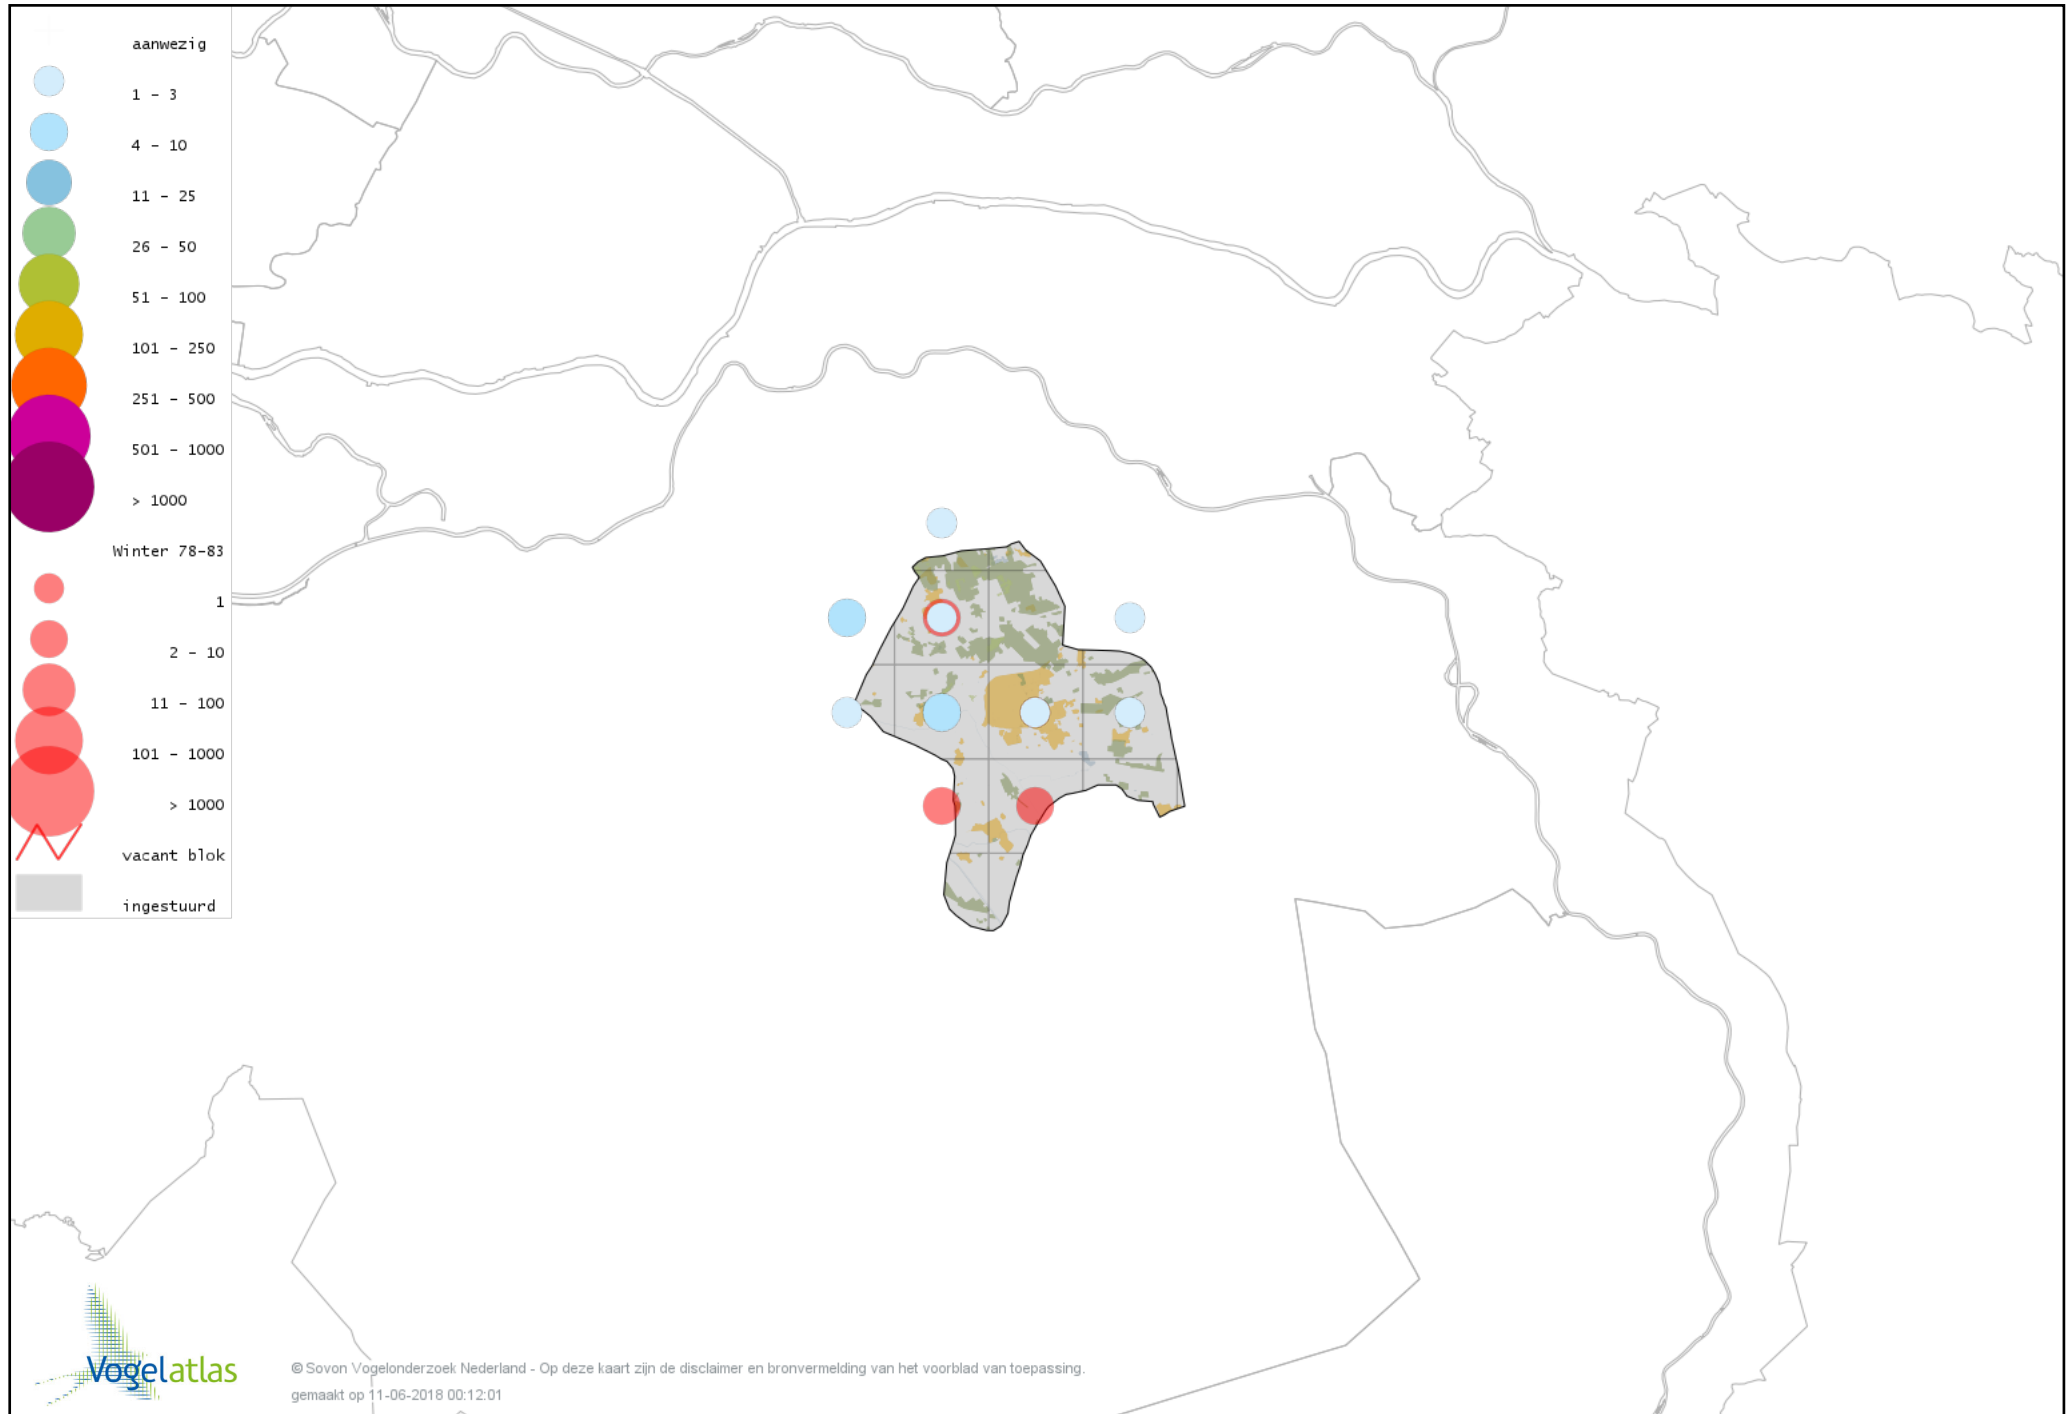 aanwezig
1 - 3
4 - 10
11 - 25
26 - 50
51 - 100
101 - 250
251 - 500
501 - 1000
> 1000
Winter 78-83
1
2 - 10
11 - 100
101 - 1000
> 1000
vacant blok
ingestuurd
Vogelatlas
© Sovon Vogelonderzoek Nederland - Op deze kaart zijn de disclaimer en bronvermelding van het voorblad van toepassing.
gemaakt op 11-06-2018 00:12:01